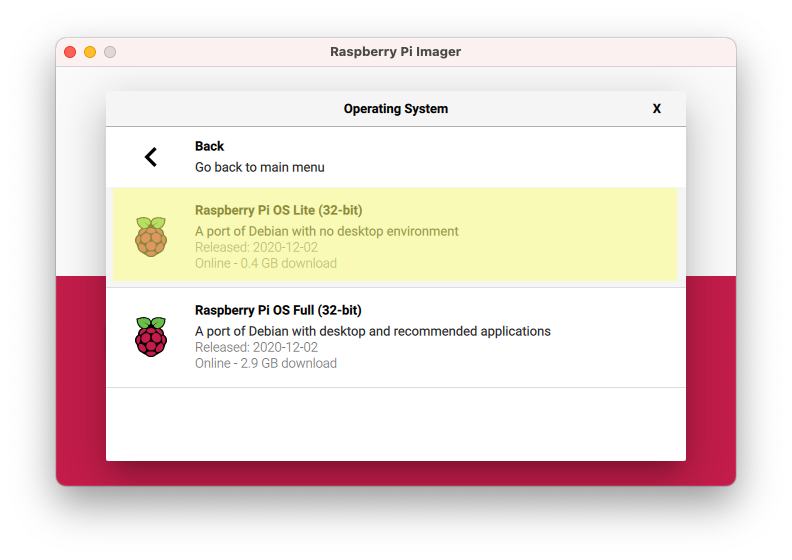 Raspberry Pi Imager
Operating System X
Back
Go back to main menu
Raspberry Pi OS Lite (32-bit)
A port of Debian with no desktop environment
Released: 2020-12-02
Online - 0.4 GB download
Raspberry Pi OS Full (32-bit)
A port of Debian with desktop and recommended applications
Released: 2020-12-02
Online - 2.9 GB download